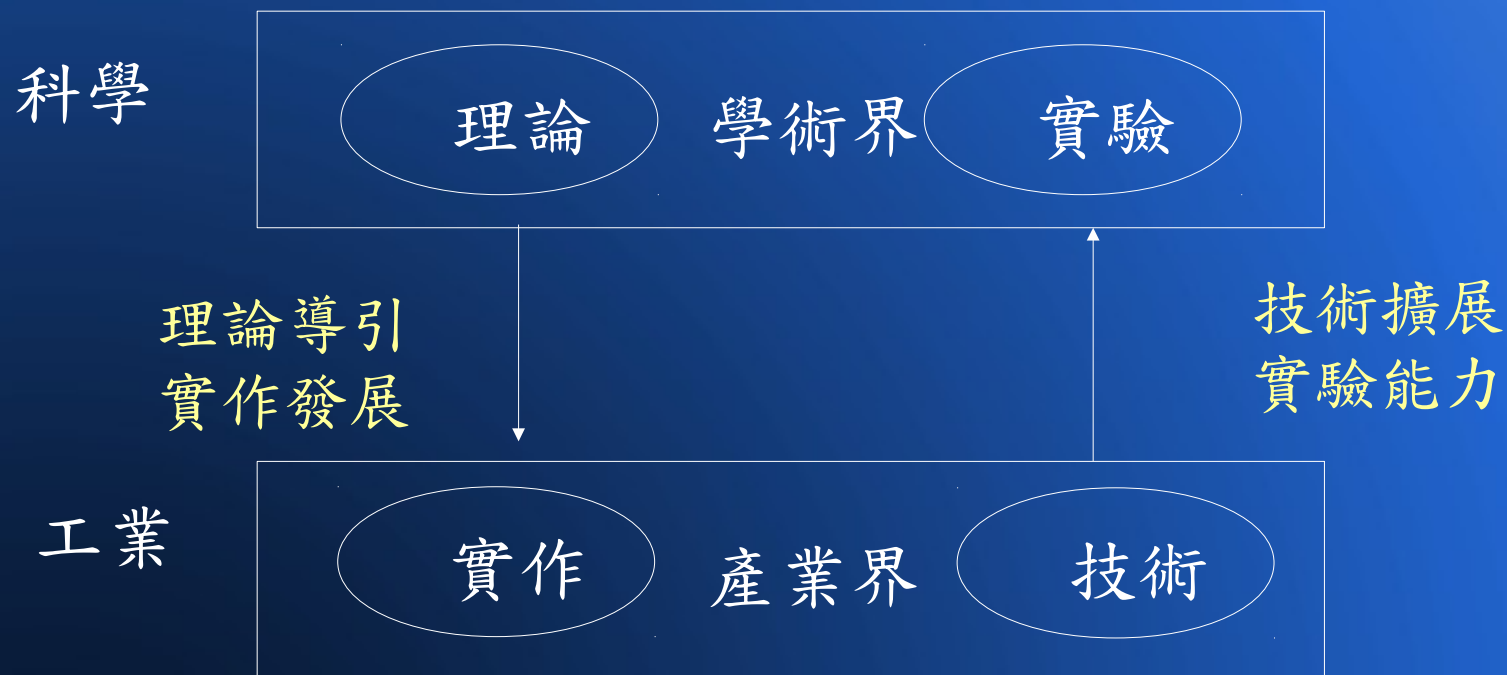 科學
理論 學術界 實驗
理論導引
實作發展
技術擴展
實驗能力
工業
實作 產業界 技術